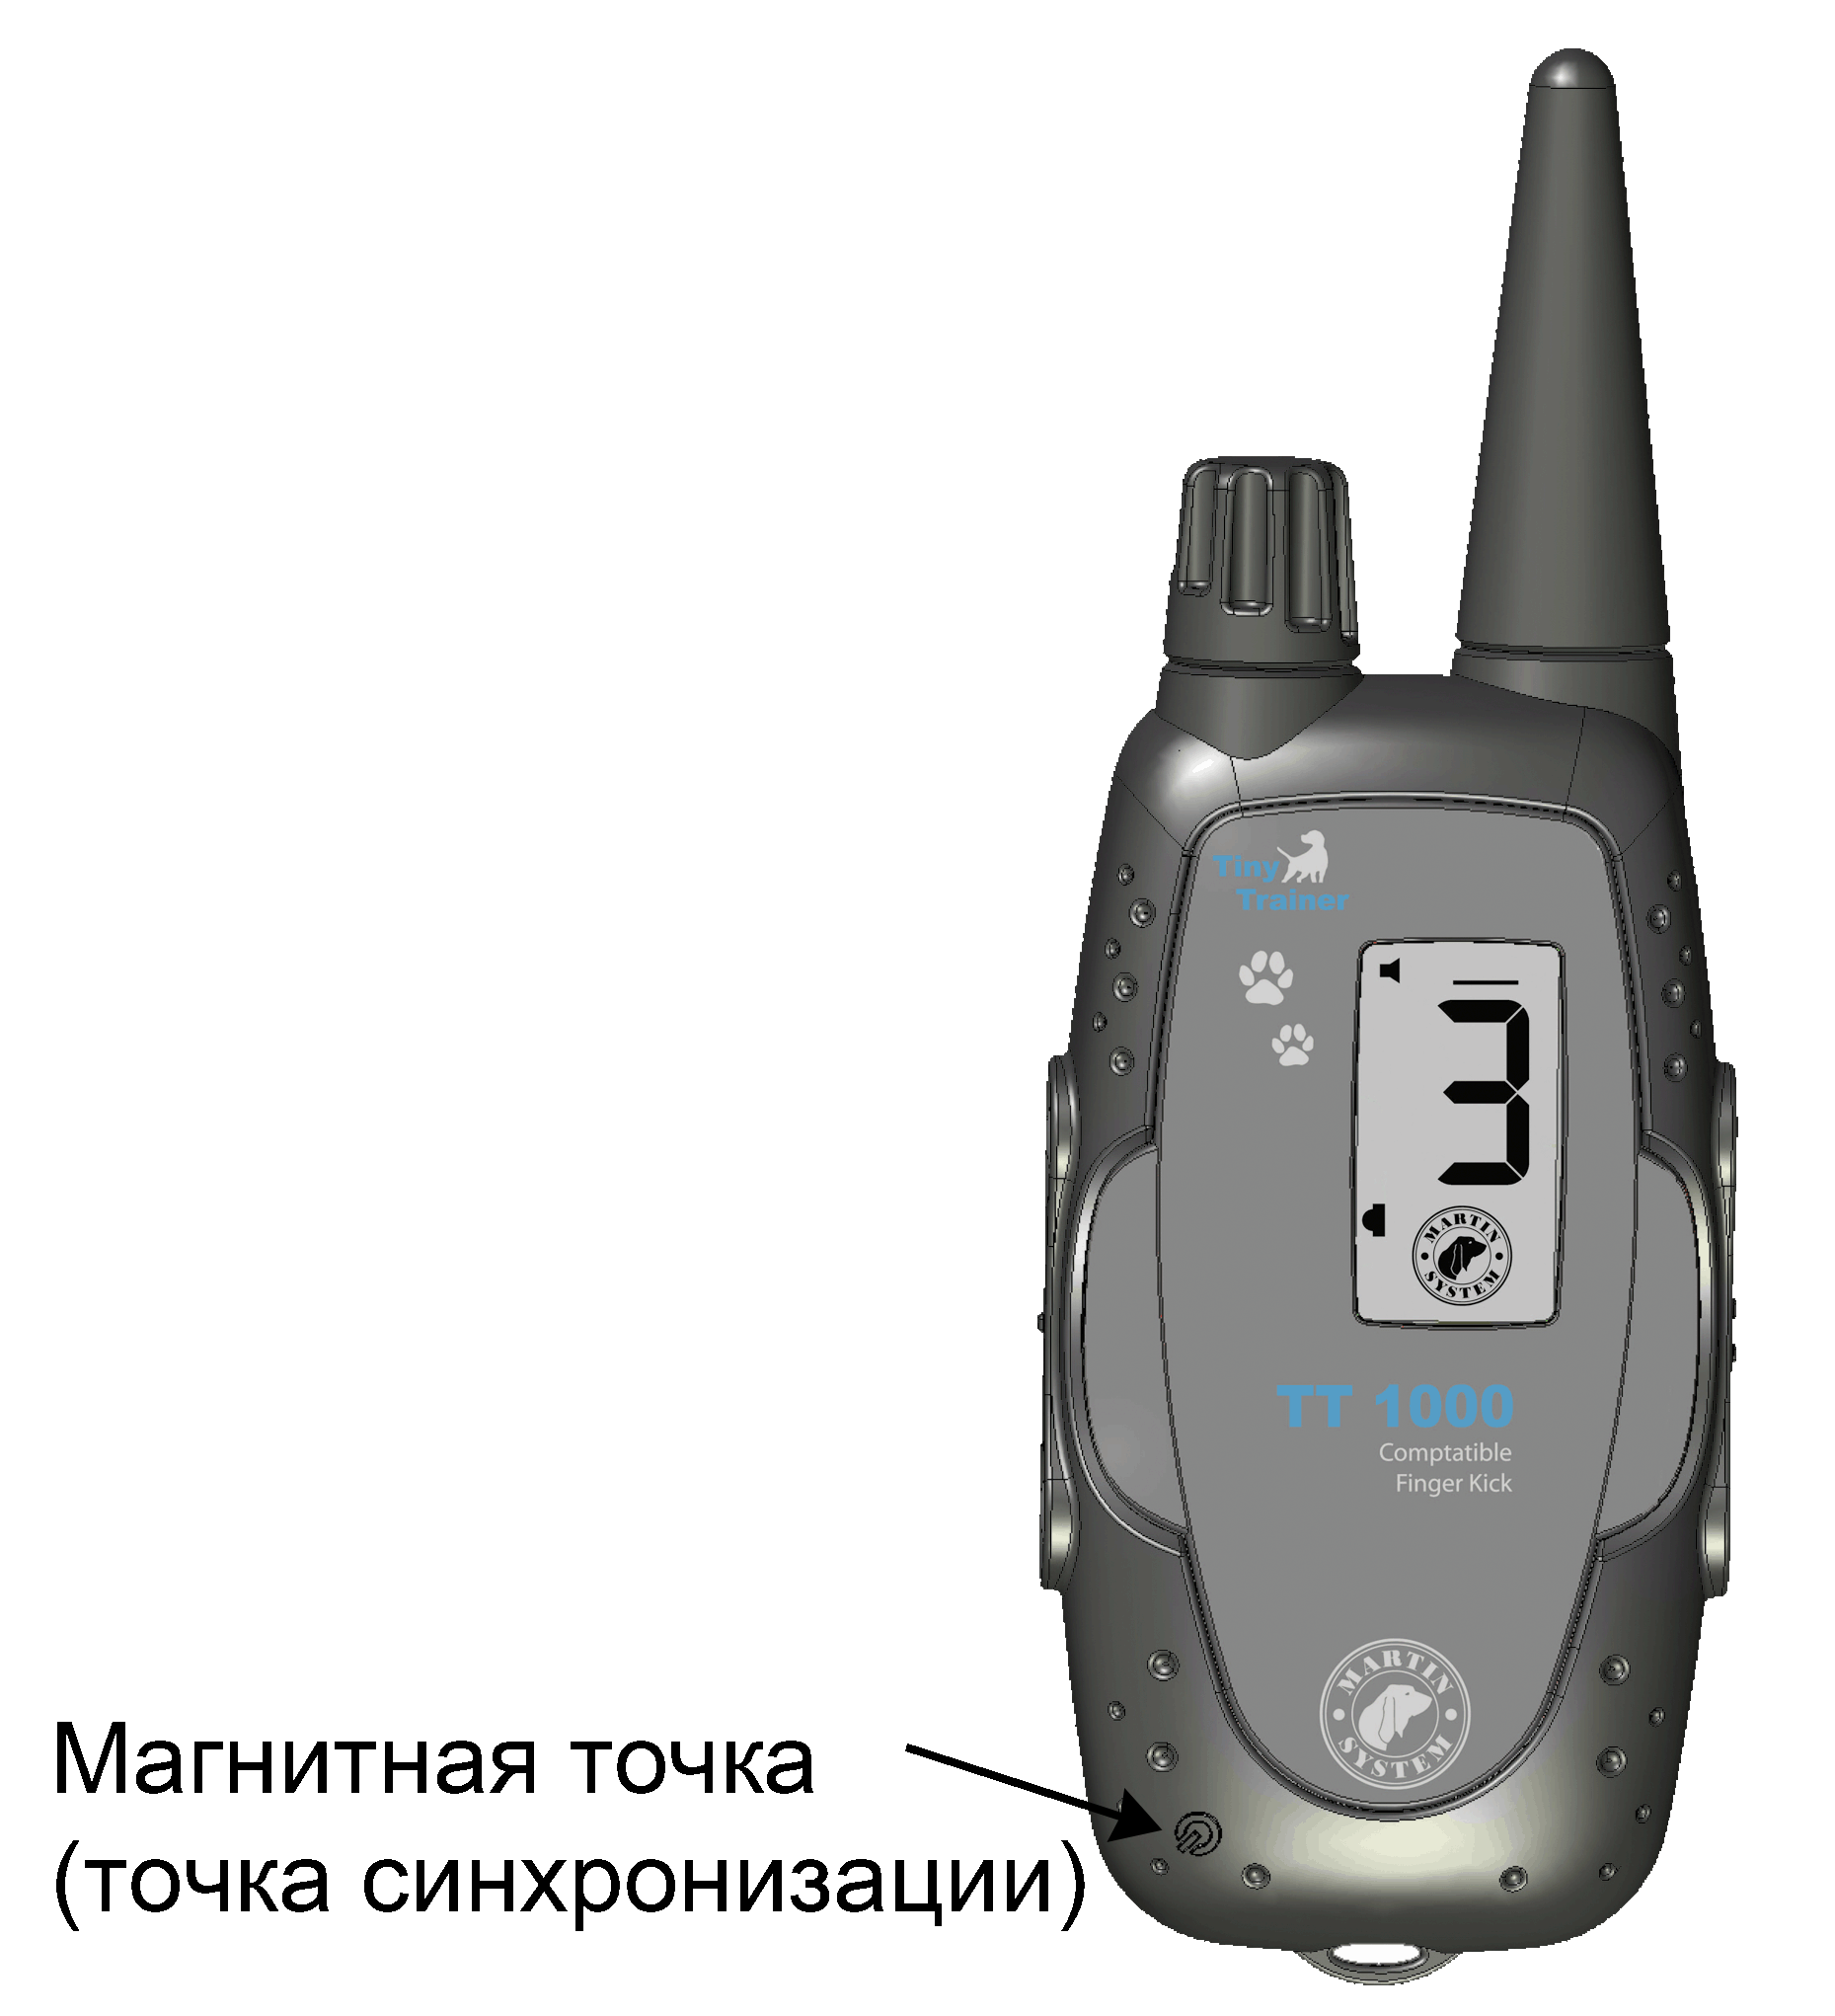 Tiny
Trainer
3
MARTIN
SYSTEM
TT 1000
Comptatible
Finger Kick
MARTIN
SYSTEM
Магнитная точка
(точка синхронизации)